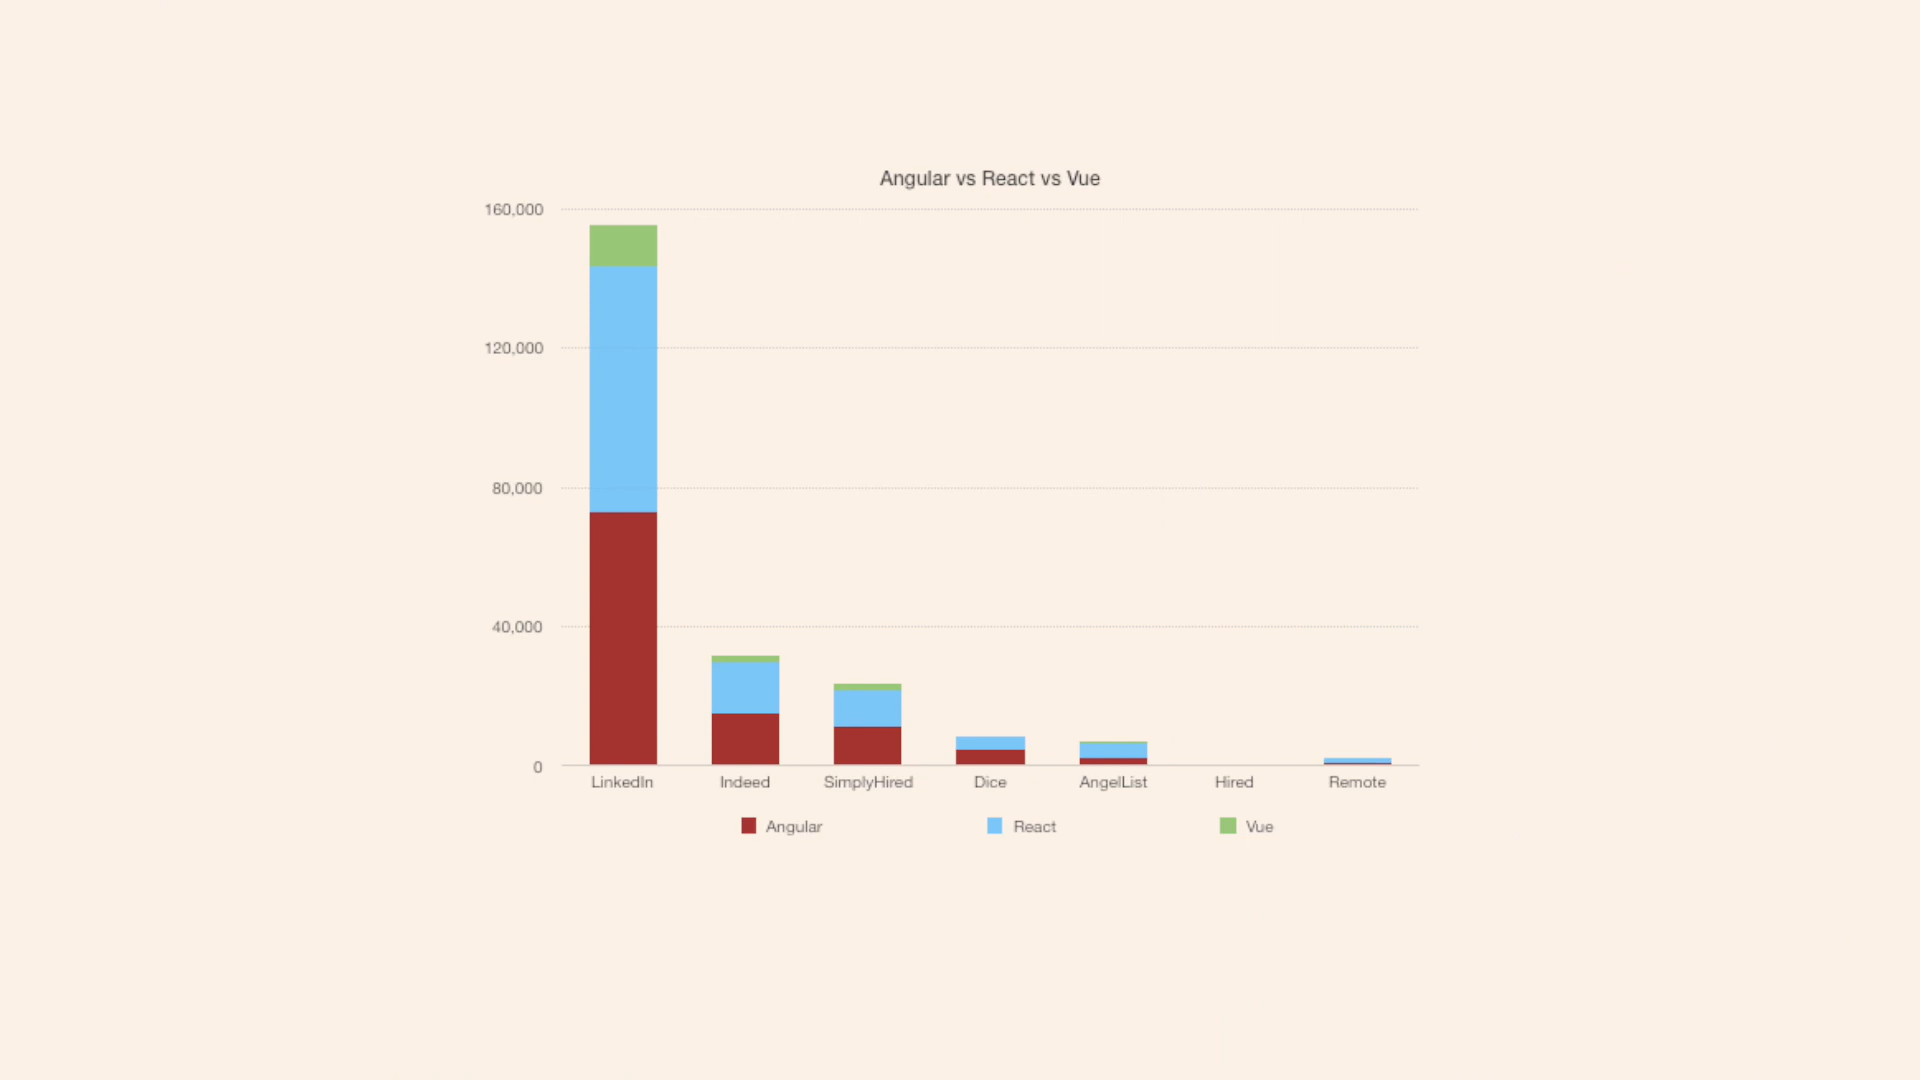 Angular vs React vs Vue
160,000
120,000
80,000
40,000
0
LinkedIn Indeed SimplyHired Dice AngelList Hired Remote
Angular React Vue